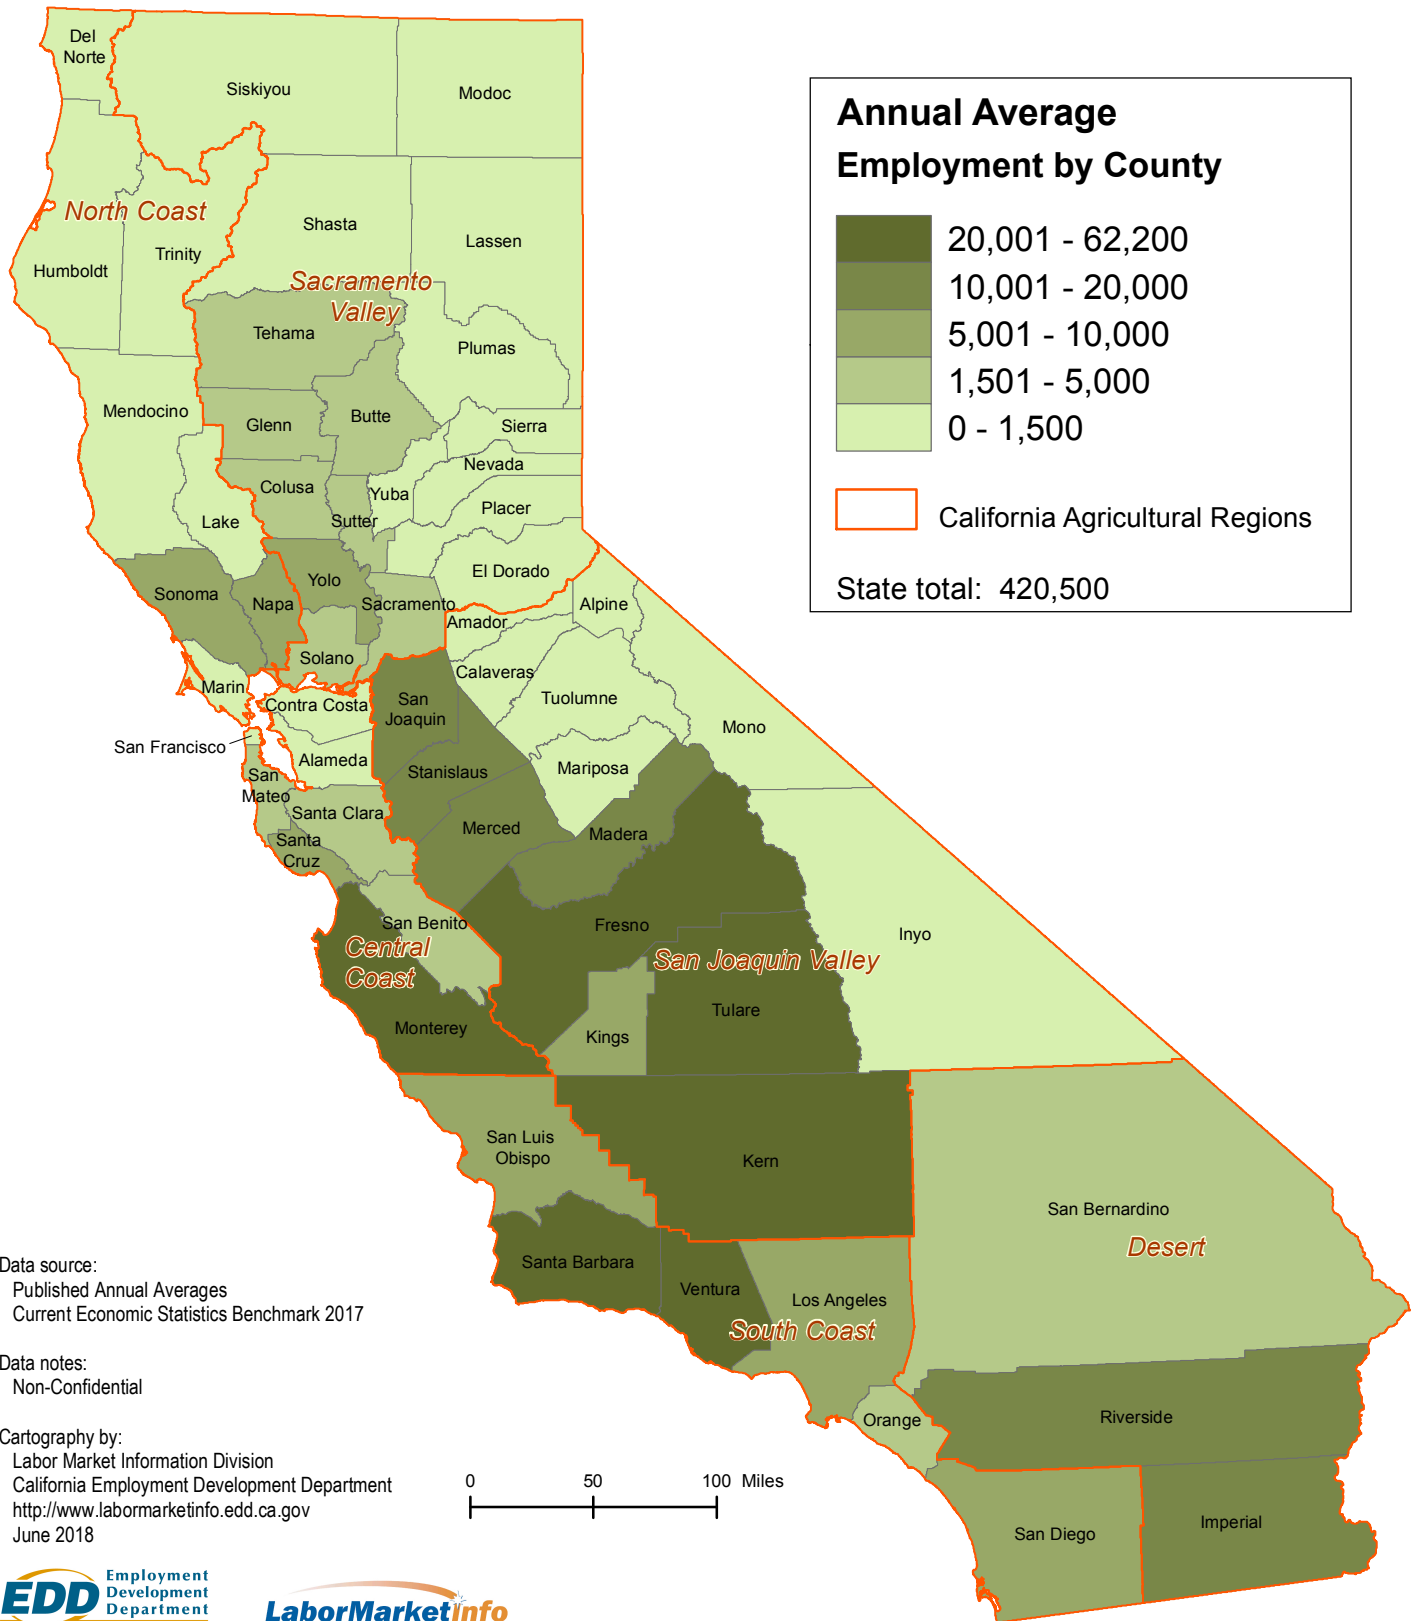 Del
Norte
Siskiyou
Modoc
North Coast
Humboldt
Trinity
Shasta
Lassen
Sacramento
Valley
Tehama
Plumas
Mendocino
Glenn
Butte
Sierra
Nevada
Colusa
Yuba
Placer
Lake
Sutter
El Dorado
Sonoma
Napa
Yolo
Sacramento
Amador
Alpine
Solano
Marin
Contra Costa
San
Joaquin
Calaveras
Tuolumne
Mono
San Francisco
Alameda
Stanislaus
Mariposa
San
Mateo
Santa Clara
Merced
Madera
Santa
Cruz
San Benito
Fresno
Inyo
Central
Coast
San Joaquin Valley
Monterey
Kings
Tulare
San Luis
Obispo
Kern
San Bernardino
Desert
Santa Barbara
Ventura
Los Angeles
South Coast
Orange
Riverside
San Diego
Imperial
Annual Average
Employment by County
20,001 - 62,200
10,001 - 20,000
5,001 - 10,000
1,501 - 5,000
0 - 1,500
California Agricultural Regions
State total: 420,500
Data source:
Published Annual Averages
Current Economic Statistics Benchmark 2017
Data notes:
Non-Confidential
Cartography by:
Labor Market Information Division
California Employment Development Department
http://www.labormarketinfo.edd.ca.gov
June 2018
0 50 100 Miles
EDD
Employment
Development
Department
LaborMarketInfo